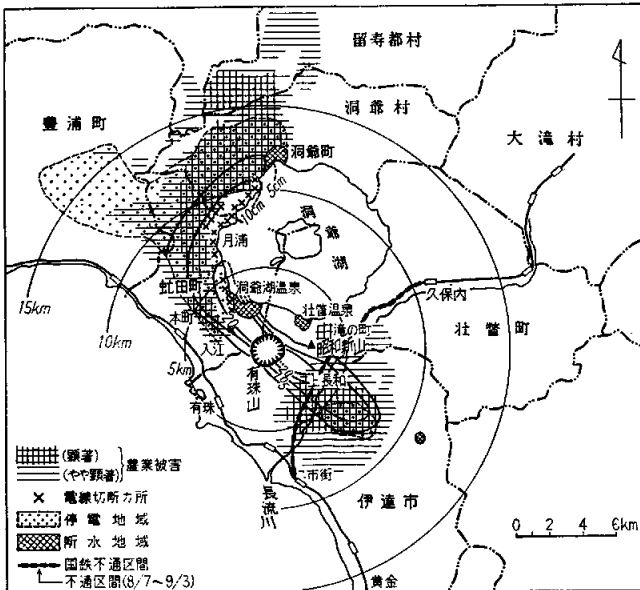 留寿都村
洞爺村
豊浦町
大滝村
洞爺町
5cm
10cm
洞爺湖
月浦
虻田町
洞爺湖温泉
壮瞥温泉
久保内
15km
10km
5km
本町
入江
滝の町
昭和新山
壮瞥町
有珠山
上長和
有珠
市街
長流川
伊達市
黄金
(顕著)
(やや顕著)
農業被害
電線切断カ所
停電地域
断水地域
国鉄不通区間
不通区間(8/7~9/3)
0 2 4 6km